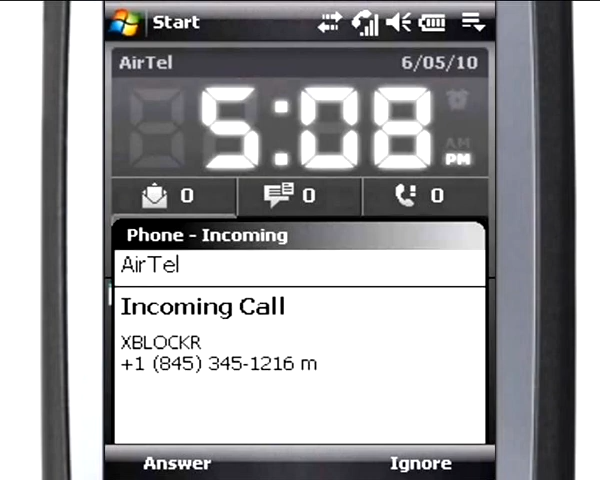 Start
AirTel 6/05/10
5:08
AM
PM
0 0 0
Phone - Incoming
AirTel
Incoming Call
XBLOCKR
+1 (845) 345-1216 m
Answer Ignore